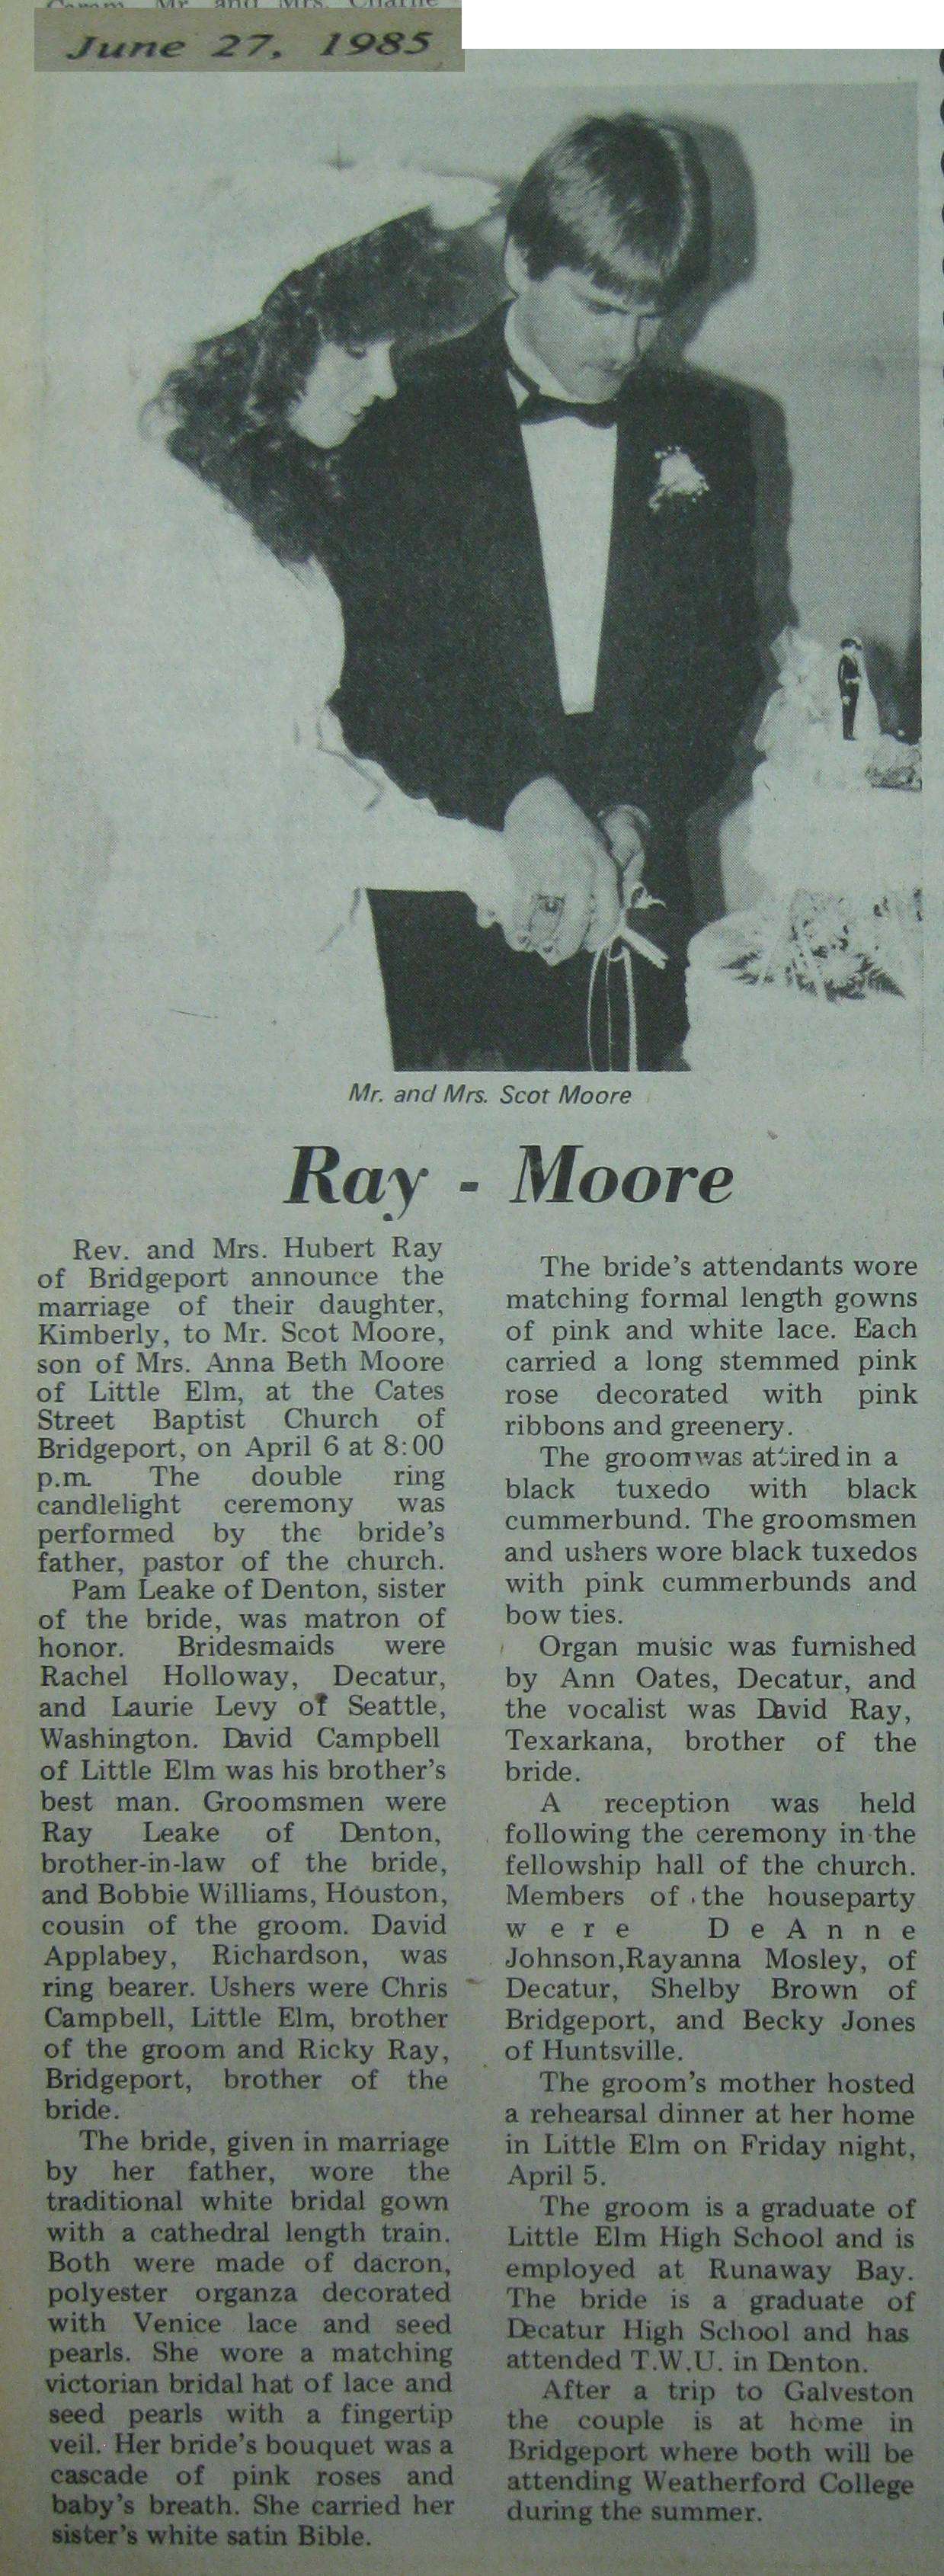 June 27, 1985
Mr. and Mrs. Scot Moore
Ray - Moore
Rev. and Mrs. Hubert Ray
of Bridgeport announce the
marriage of their daughter,
Kimberly, to Mr. Scot Moore,
son of Mrs. Anna Beth Moore
of Little Elm, at the Cates
Street Baptist Church of
Bridgeport, on April 6 at 8:00
p.m. The double ring
candlelight ceremony was
performed by the bride's
father, pastor of the church.
Pam Leake of Denton, sister
of the bride, was matron of
honor. Bridesmaids were
Rachel Holloway, Decatur,
and Laurie Levy of Seattle,
Washington. David Campbell
of Little Elm was his brother's
best man. Groomsmen were
Ray Leake of Denton,
brother-in-law of the bride,
and Bobbie Williams, Houston,
cousin of the groom. David
Applabey, Richardson, was
ring bearer. Ushers were Chris
Campbell, Little Elm, brother
of the groom and Ricky Ray,
Bridgeport, brother of the
bride.
The bride, given in marriage
by her father, wore the
traditional white bridal gown
with a cathedral length train.
Both were made of dacron,
polyester organza decorated
with Venice lace and seed
pearls. She wore a matching
victorian bridal hat of lace and
seed pearls with a fingertip
veil. Her bride's bouquet was a
cascade of pink roses and
baby's breath. She carried her
sister's white satin Bible.
The bride's attendants wore
matching formal length gowns
of pink and white lace. Each
carried a long stemmed pink
rose decorated with pink
ribbons and greenery.
The groom was attired in a
black tuxedo with black
cummerbund. The groomsmen
and ushers wore black tuxedos
with pink cummerbunds and
bow ties.
Organ music was furnished
by Ann Oates, Decatur, and
the vocalist was David Ray,
Texarkana, brother of the
bride.
A reception was held
following the ceremony in the
fellowship hall of the church.
Members of the houseparty
were DeAnne
Johnson,Rayanna Mosley, of
Decatur, Shelby Brown of
Bridgeport, and Becky Jones
of Huntsville.
The groom's mother hosted
a rehearsal dinner at her home
in Little Elm on Friday night,
April 5.
The groom is a graduate of
Little Elm High School and is
employed at Runaway Bay.
The bride is a graduate of
Decatur High School and has
attended T.W.U. in Denton.
After a trip to Galveston
the couple is at home in
Bridgeport where both will be
attending Weatherford College
during the summer.